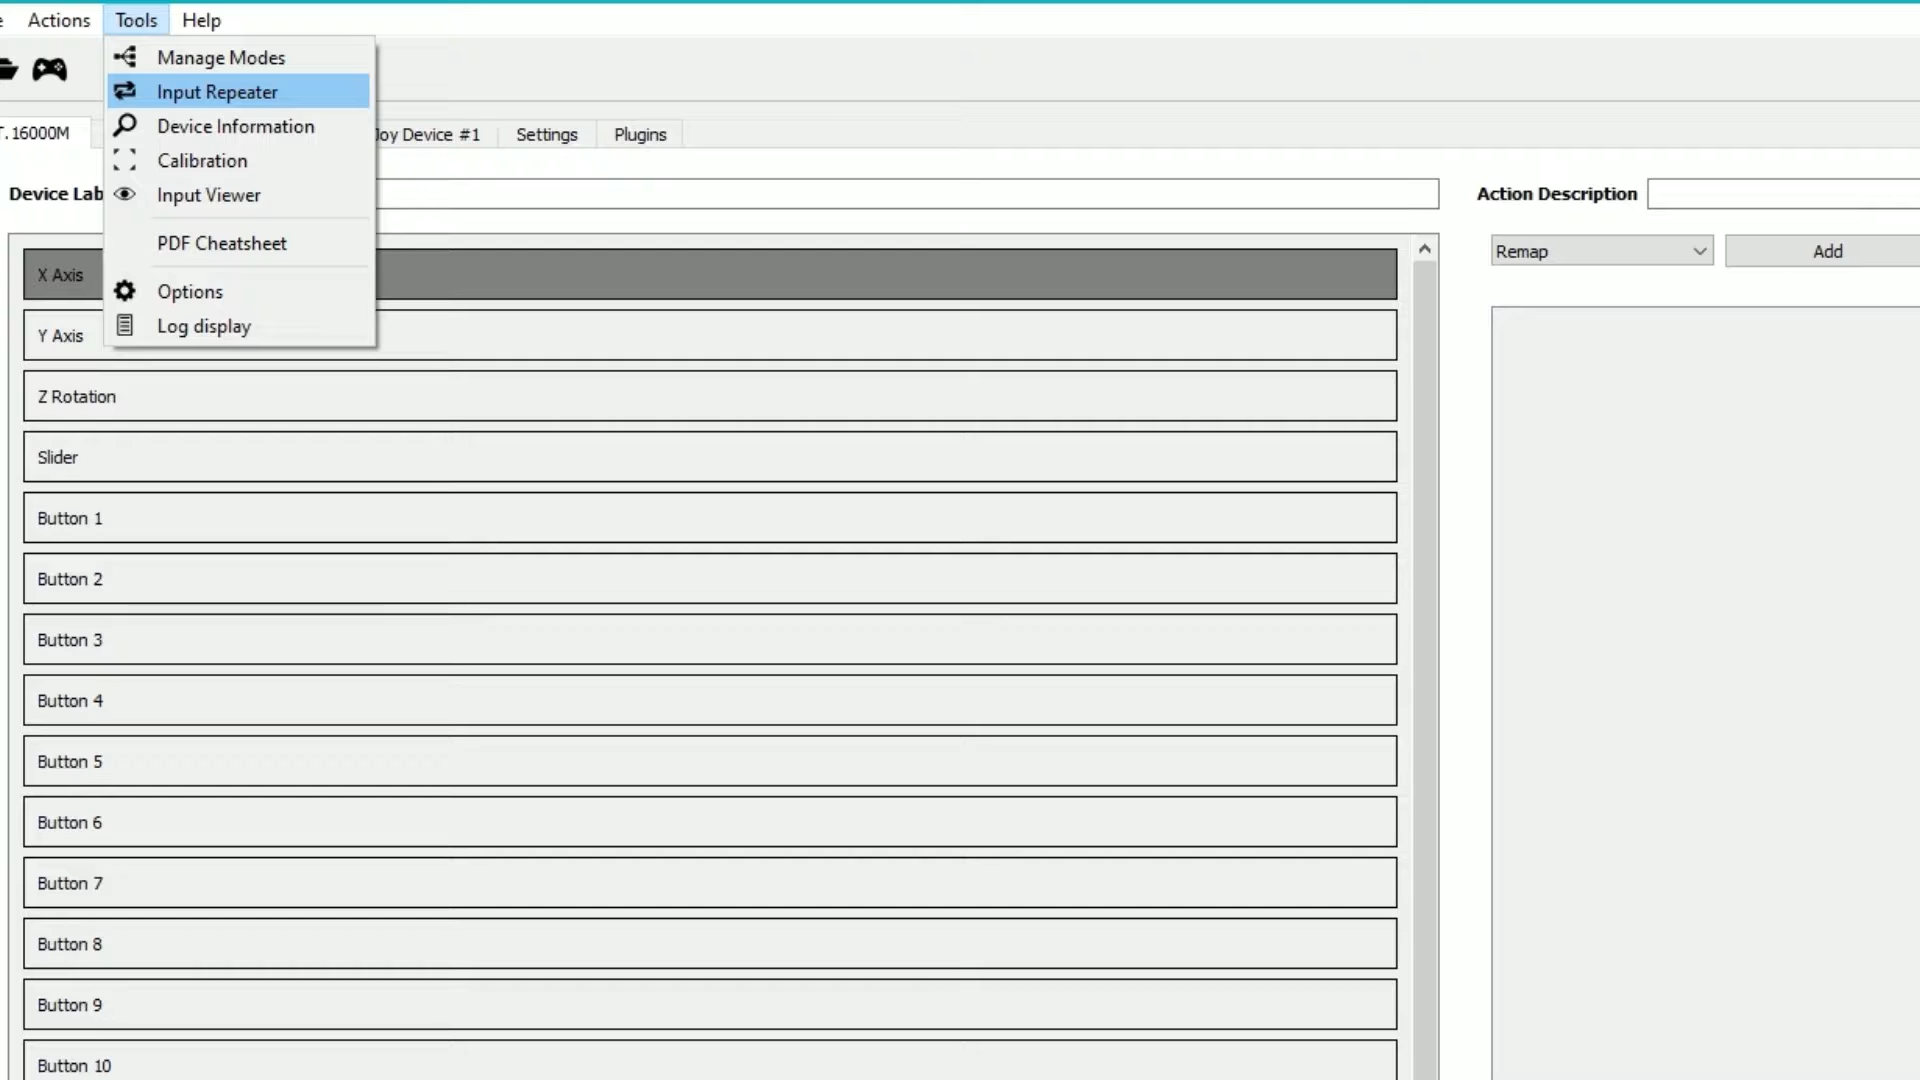 Actions Tools Help
Manage Modes
Input Repeater
Device Information
Calibration
Input Viewer
PDF Cheatsheet
Options
Log display
T.16000M
Joy Device #1 Settings Plugins
Device Lab
Action Description
Remap Add
X Axis
Y Axis
Z Rotation
Slider
Button 1
Button 2
Button 3
Button 4
Button 5
Button 6
Button 7
Button 8
Button 9
Button 10